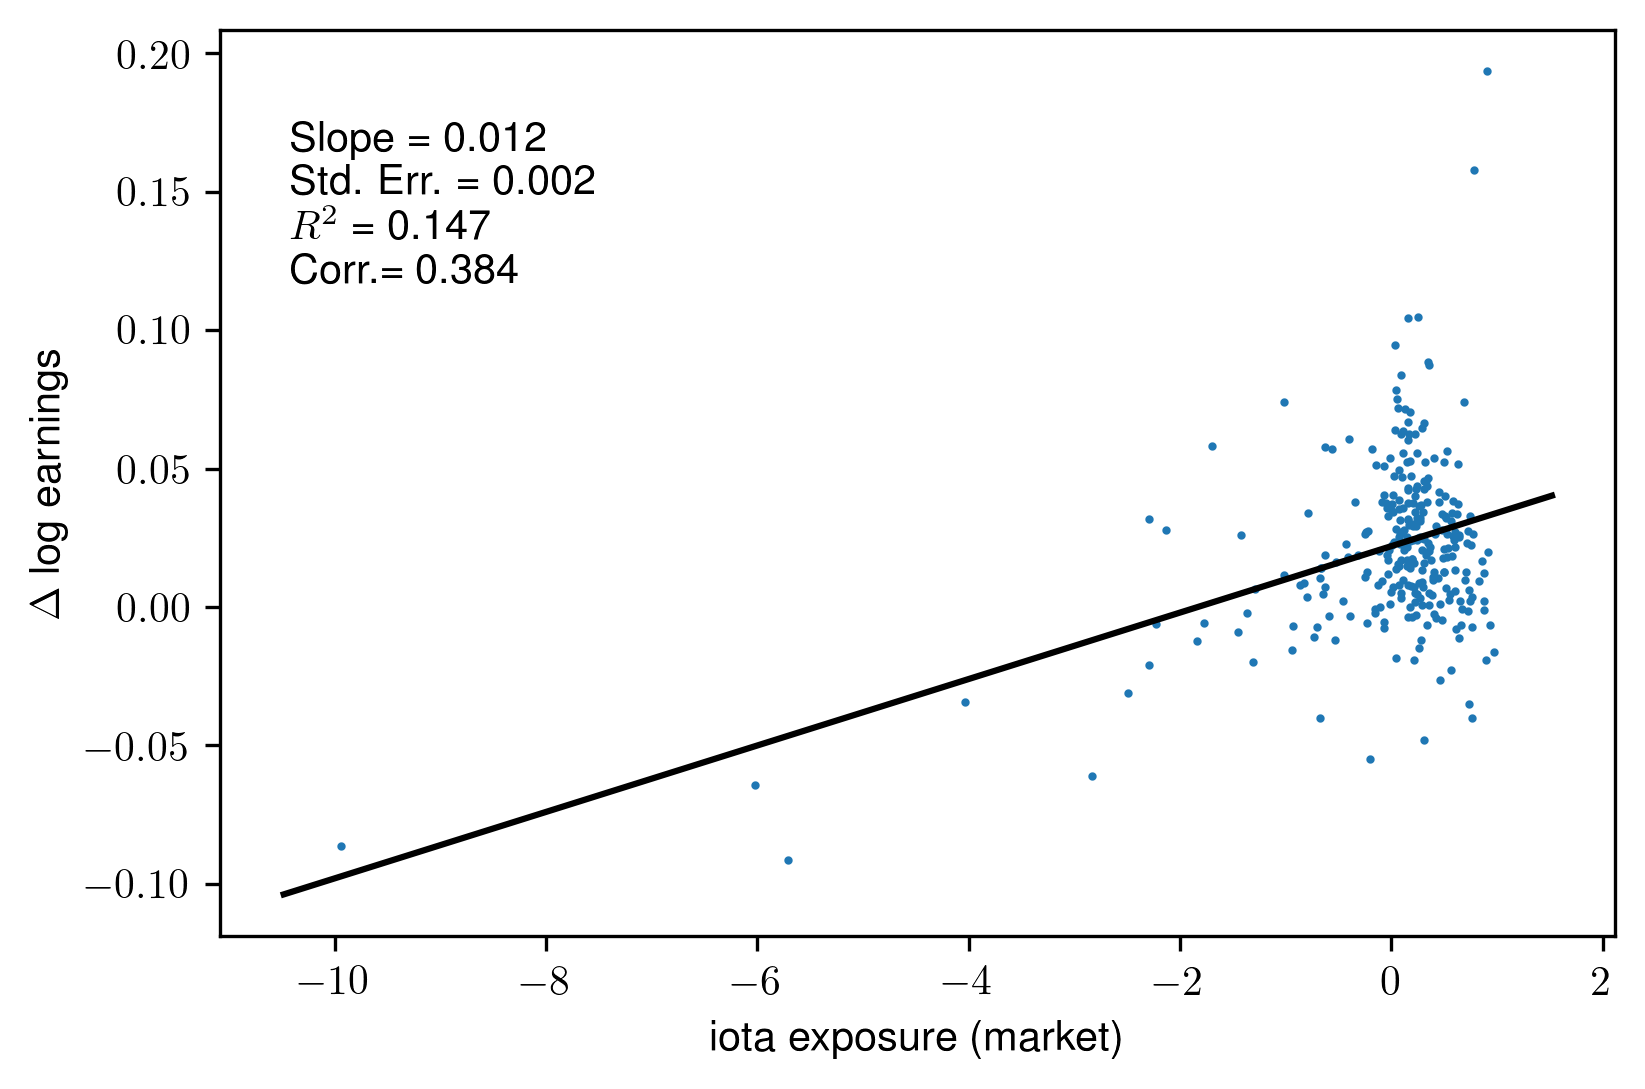 0.20
0.15
0.10
0.05
0.00
−0.05
−0.10
Δ log earnings
Slope = 0.012
Std. Err. = 0.002
R² = 0.147
Corr.= 0.384
−10
−8
−6
−4
−2
0
2
iota exposure (market)